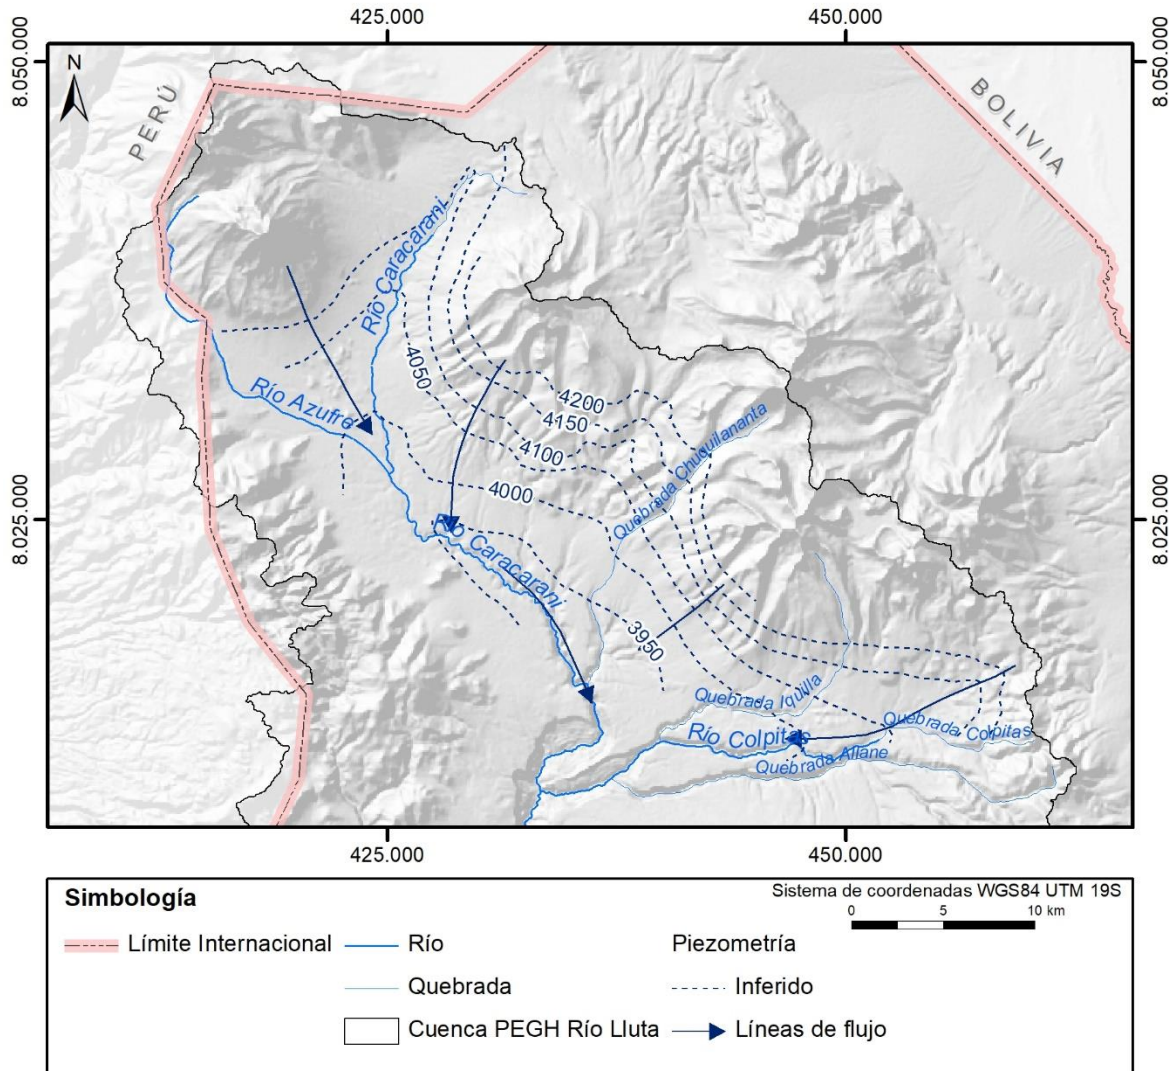 425.000
450.000
8.050.000
8.050.000
N
PERÚ
BOLIVIA
Río Caracarani
Río Azufre
4050
4200
4150
4100
4000
Quebrada Chuquilananta
8.025.000
8.025.000
Río Caracarani
3950
Quebrada Iquilla
Río Colpitas
Quebrada Colpitas
Quebrada Allane
425.000
450.000
Simbología
Sistema de coordenadas WGS84 UTM 19S
0 5 10 km
Límite Internacional
Río
Piezometría
Quebrada
Inferido
Cuenca PEGH Río Lluta
Líneas de flujo